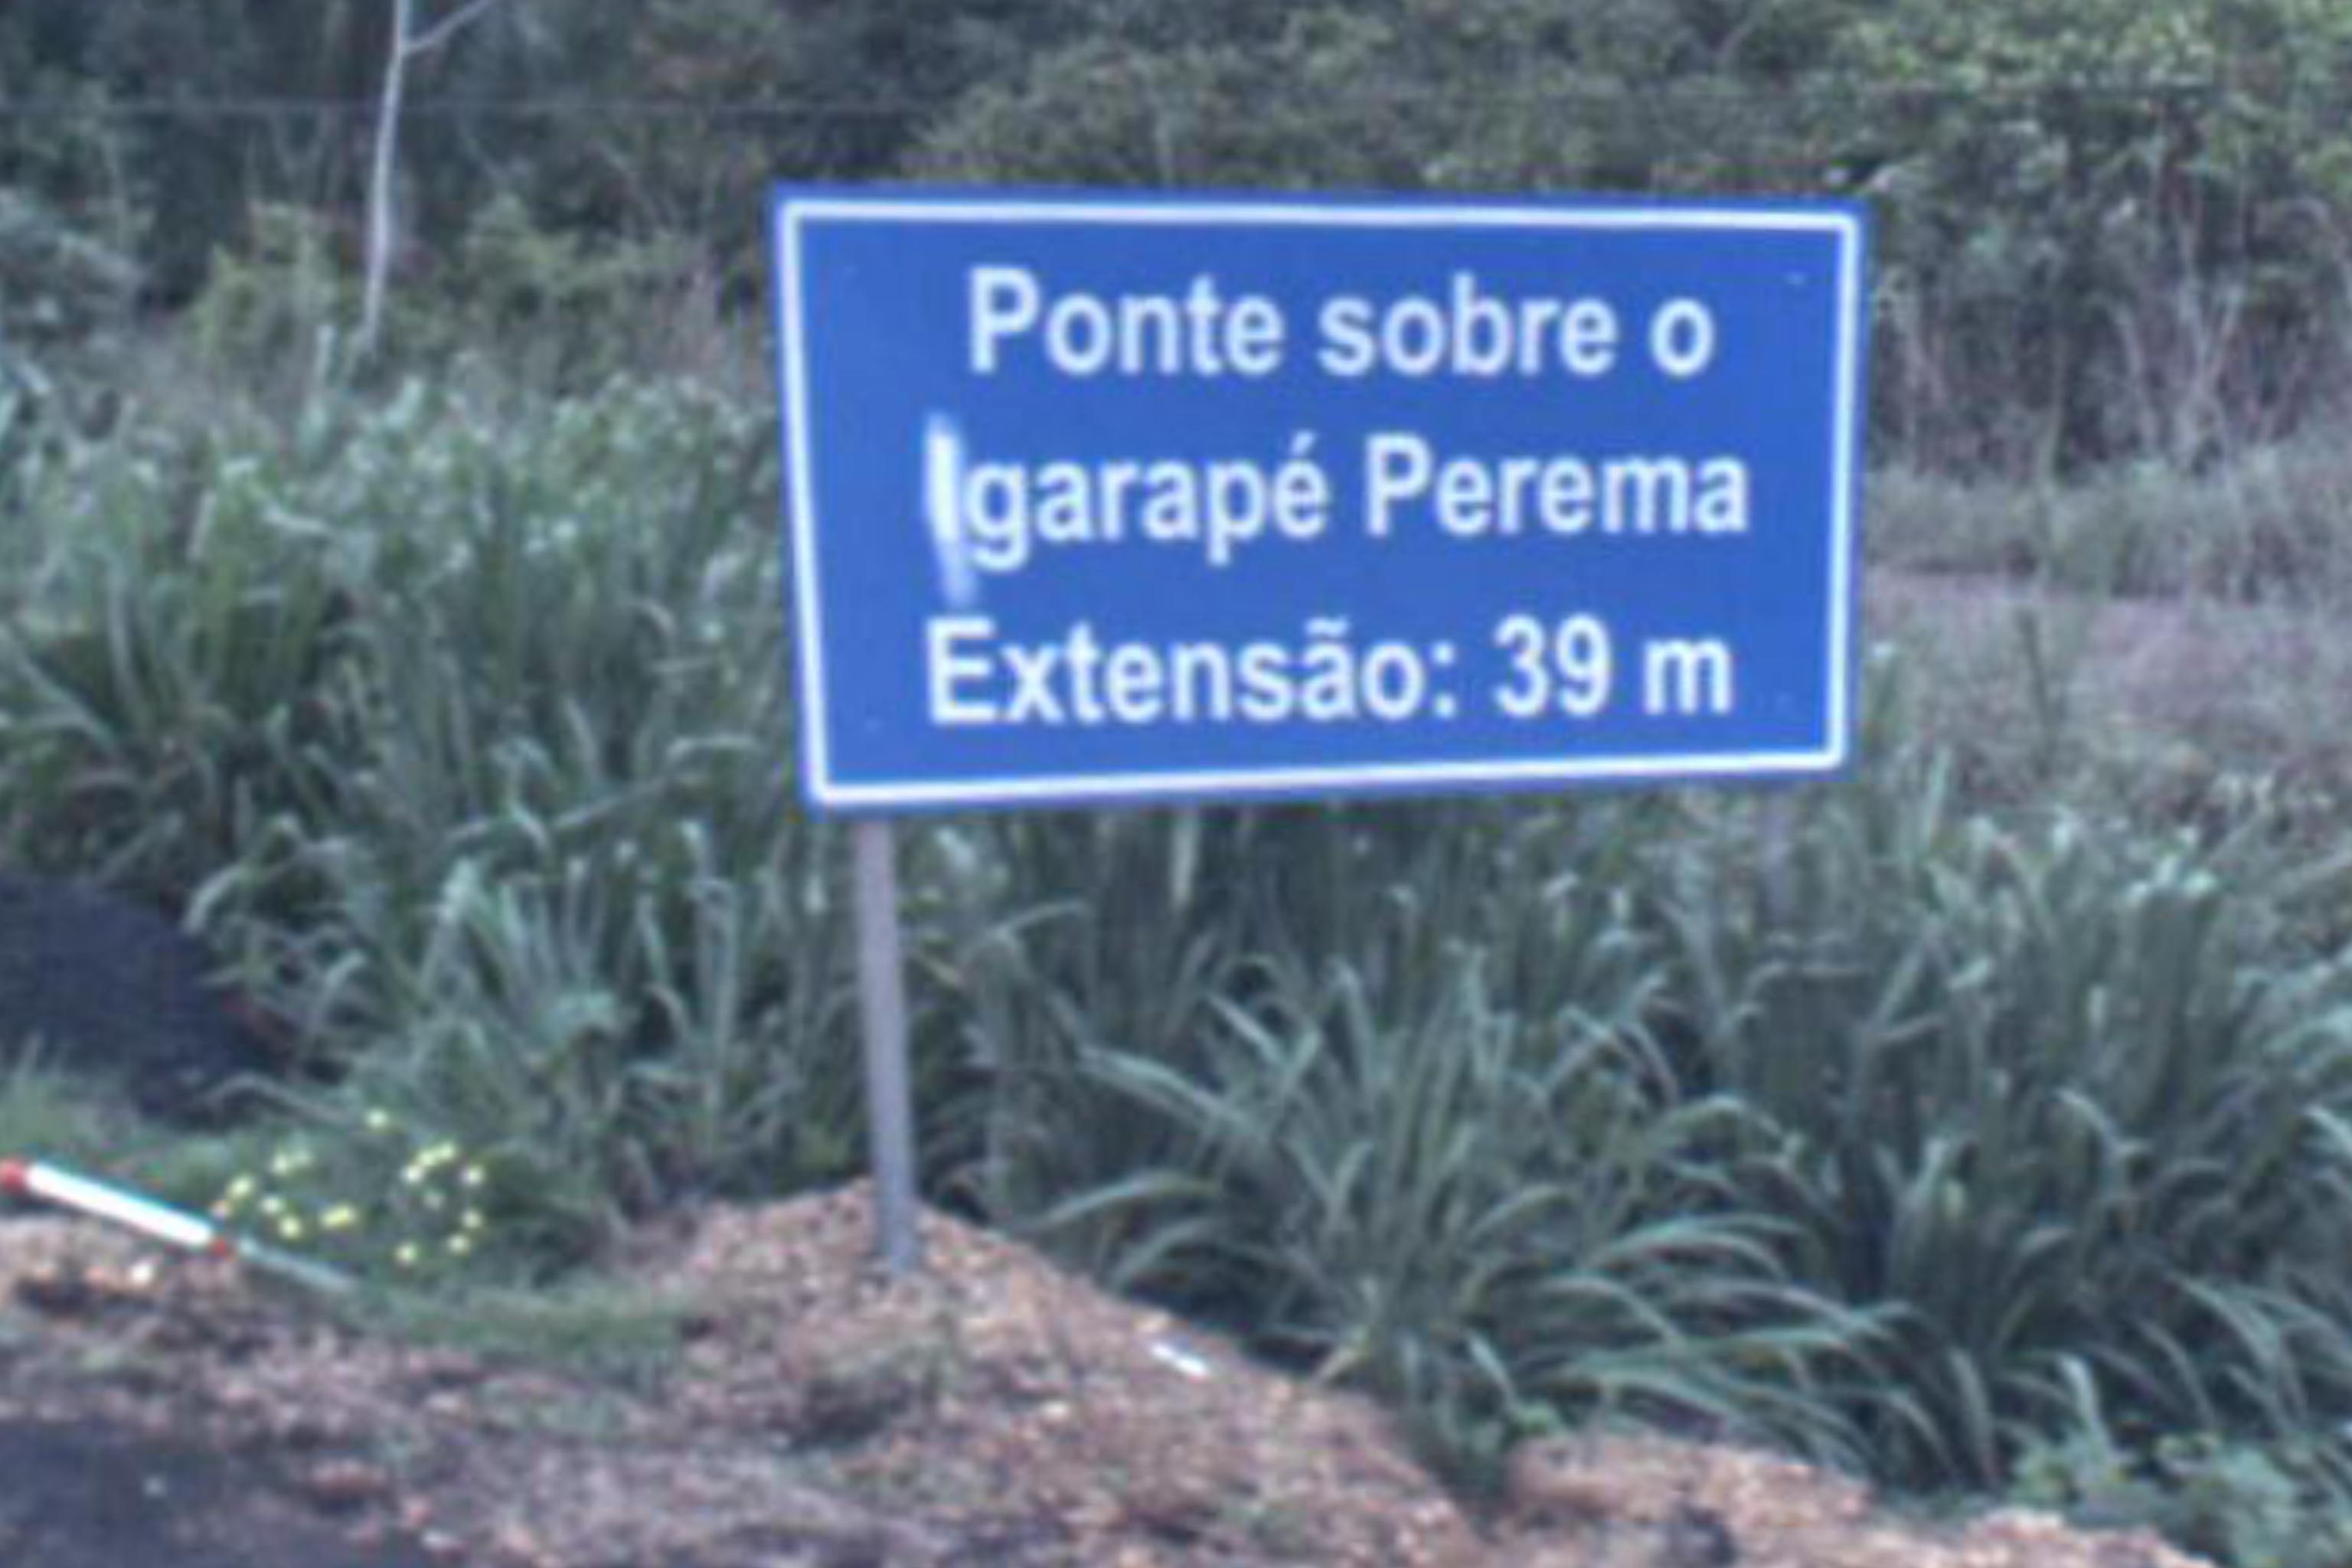 Ponte sobre o
Igarapé Perema
Extensão: 39 m